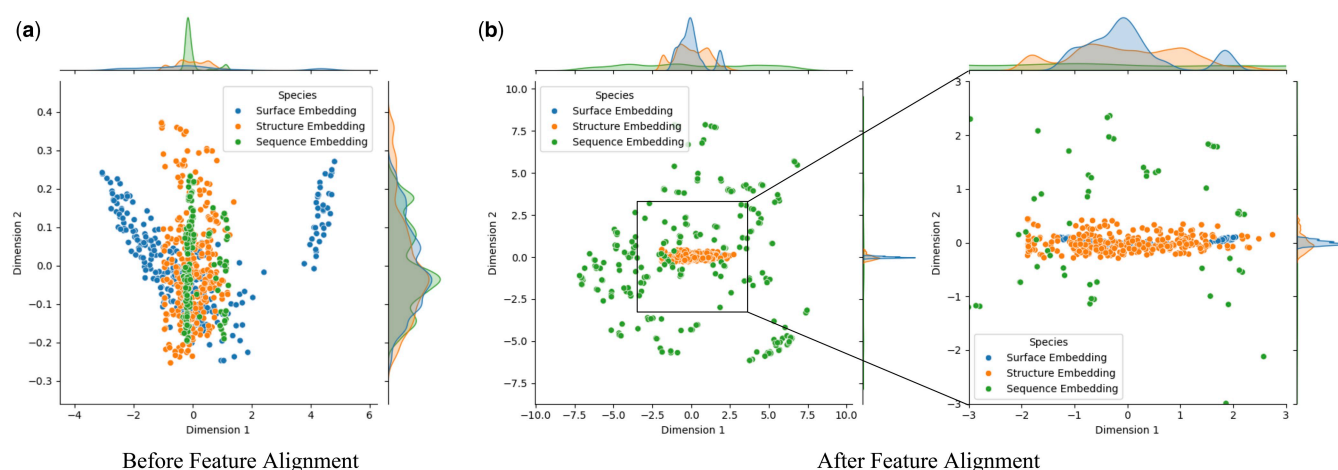 (a)
Species
Surface Embedding
Structure Embedding
Sequence Embedding
0.4
0.3
0.2
0.1
0.0
−0.1
−0.2
−0.3
Dimension 2
−4
−2
0
2
4
6
Dimension 1
Before Feature Alignment
(b)
Species
Surface Embedding
Structure Embedding
Sequence Embedding
10.0
7.5
5.0
2.5
0.0
−2.5
−5.0
−7.5
Dimension 2
−10.0
−7.5
−5.0
−2.5
0.0
2.5
5.0
7.5
10.0
Dimension 1
3
2
1
0
−1
−2
−3
Dimension 2
Species
Surface Embedding
Structure Embedding
Sequence Embedding
−3
−2
−1
0
1
2
3
Dimension 1
After Feature Alignment